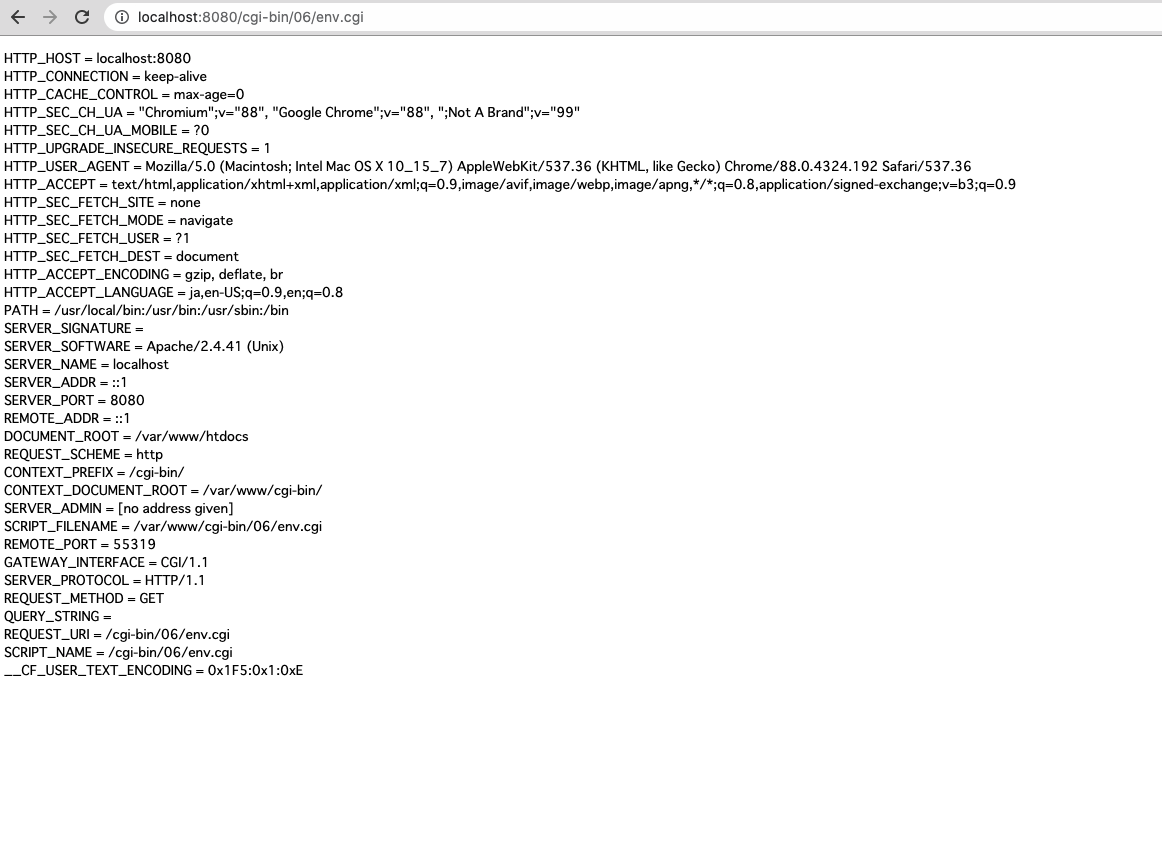 localhost:8080/cgi-bin/06/env.cgi
HTTP_HOST = localhost:8080
HTTP_CONNECTION = keep-alive
HTTP_CACHE_CONTROL = max-age=0
HTTP_SEC_CH_UA = "Chromium";v="88", "Google Chrome";v="88", ";Not A Brand";v="99"
HTTP_SEC_CH_UA_MOBILE = ?0
HTTP_UPGRADE_INSECURE_REQUESTS = 1
HTTP_USER_AGENT = Mozilla/5.0 (Macintosh; Intel Mac OS X 10_15_7) AppleWebKit/537.36 (KHTML, like Gecko) Chrome/88.0.4324.192 Safari/537.36
HTTP_ACCEPT = text/html,application/xhtml+xml,application/xml;q=0.9,image/avif,image/webp,image/apng,*/*;q=0.8,application/signed-exchange;v=b3;q=0.9
HTTP_SEC_FETCH_SITE = none
HTTP_SEC_FETCH_MODE = navigate
HTTP_SEC_FETCH_USER = ?1
HTTP_SEC_FETCH_DEST = document
HTTP_ACCEPT_ENCODING = gzip, deflate, br
HTTP_ACCEPT_LANGUAGE = ja,en-US;q=0.9,en;q=0.8
PATH = /usr/local/bin:/usr/bin:/usr/sbin:/bin
SERVER_SIGNATURE =
SERVER_SOFTWARE = Apache/2.4.41 (Unix)
SERVER_NAME = localhost
SERVER_ADDR = ::1
SERVER_PORT = 8080
REMOTE_ADDR = ::1
DOCUMENT_ROOT = /var/www/htdocs
REQUEST_SCHEME = http
CONTEXT_PREFIX = /cgi-bin/
CONTEXT_DOCUMENT_ROOT = /var/www/cgi-bin/
SERVER_ADMIN = [no address given]
SCRIPT_FILENAME = /var/www/cgi-bin/06/env.cgi
REMOTE_PORT = 55319
GATEWAY_INTERFACE = CGI/1.1
SERVER_PROTOCOL = HTTP/1.1
REQUEST_METHOD = GET
QUERY_STRING =
REQUEST_URI = /cgi-bin/06/env.cgi
SCRIPT_NAME = /cgi-bin/06/env.cgi
__CF_USER_TEXT_ENCODING = 0x1F5:0x1:0xE